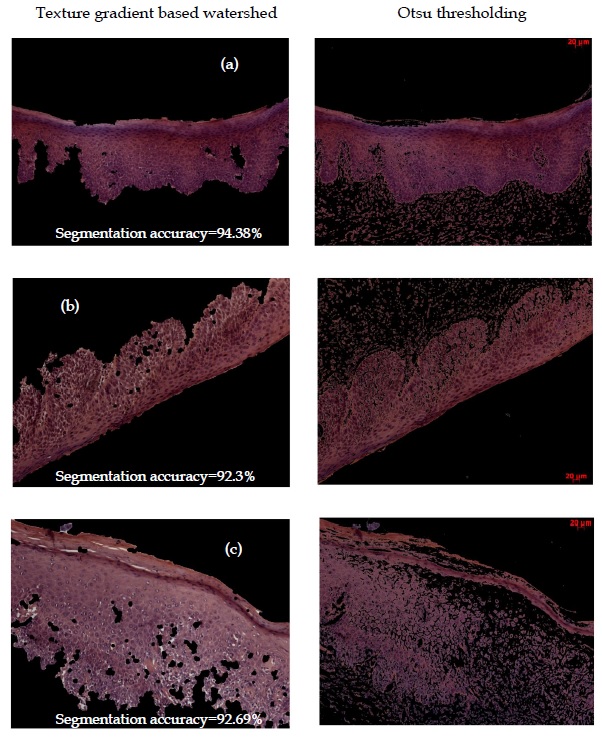 Texture gradient based watershed
Otsu thresholding
(a)
20 µm
Segmentation accuracy=94.38%
(b)
Segmentation accuracy=92.3%
20 µm
(c)
20 µm
Segmentation accuracy=92.69%